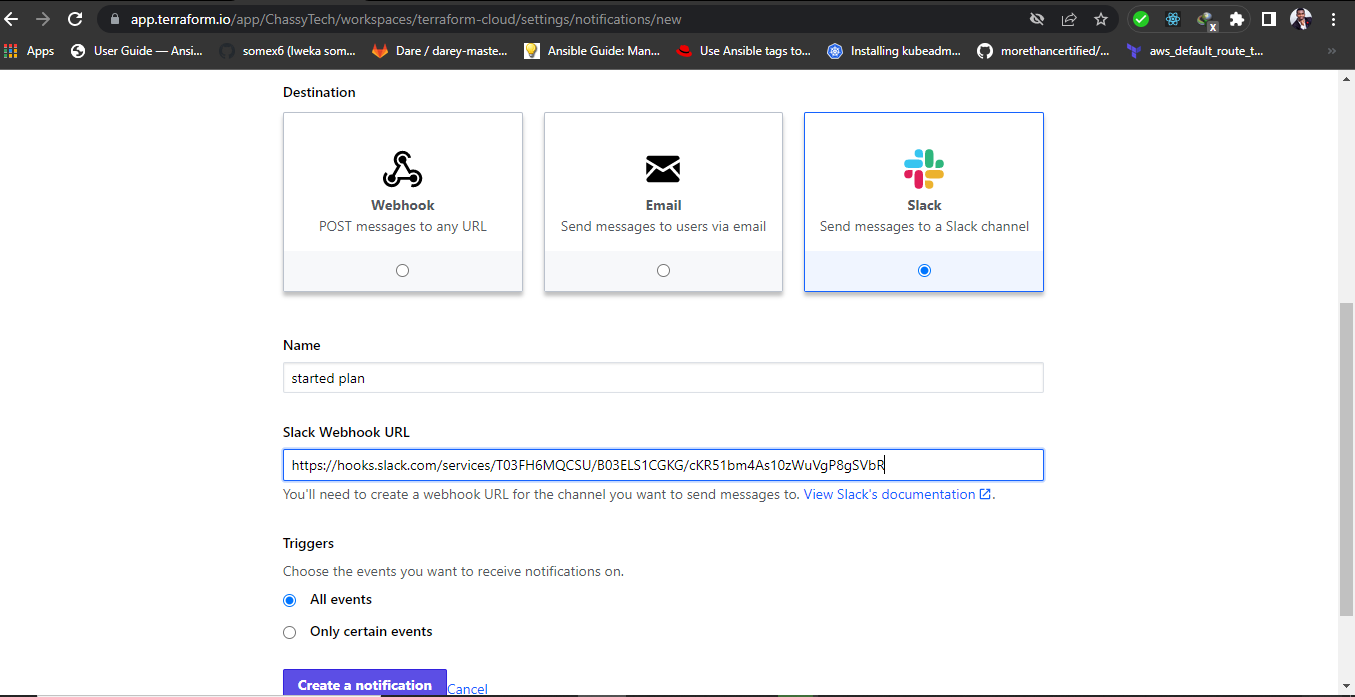 app.terraform.io/app/ChassyTech/workspaces/terraform-cloud/settings/notifications/new
Apps User Guide — Ansi... somex6 (Iweka som... Dare / darey-maste... Ansible Guide: Man... Use Ansible tags to... Installing kubeadm... morethancertified/... aws_default_route_t... »
Destination
Webhook
POST messages to any URL
Email
Send messages to users via email
Slack
Send messages to a Slack channel
Name
started plan
Slack Webhook URL
https://hooks.slack.com/services/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
You'll need to create a webhook URL for the channel you want to send messages to. View Slack's documentation.
Triggers
Choose the events you want to receive notifications on.
All events
Only certain events
Create a notification Cancel